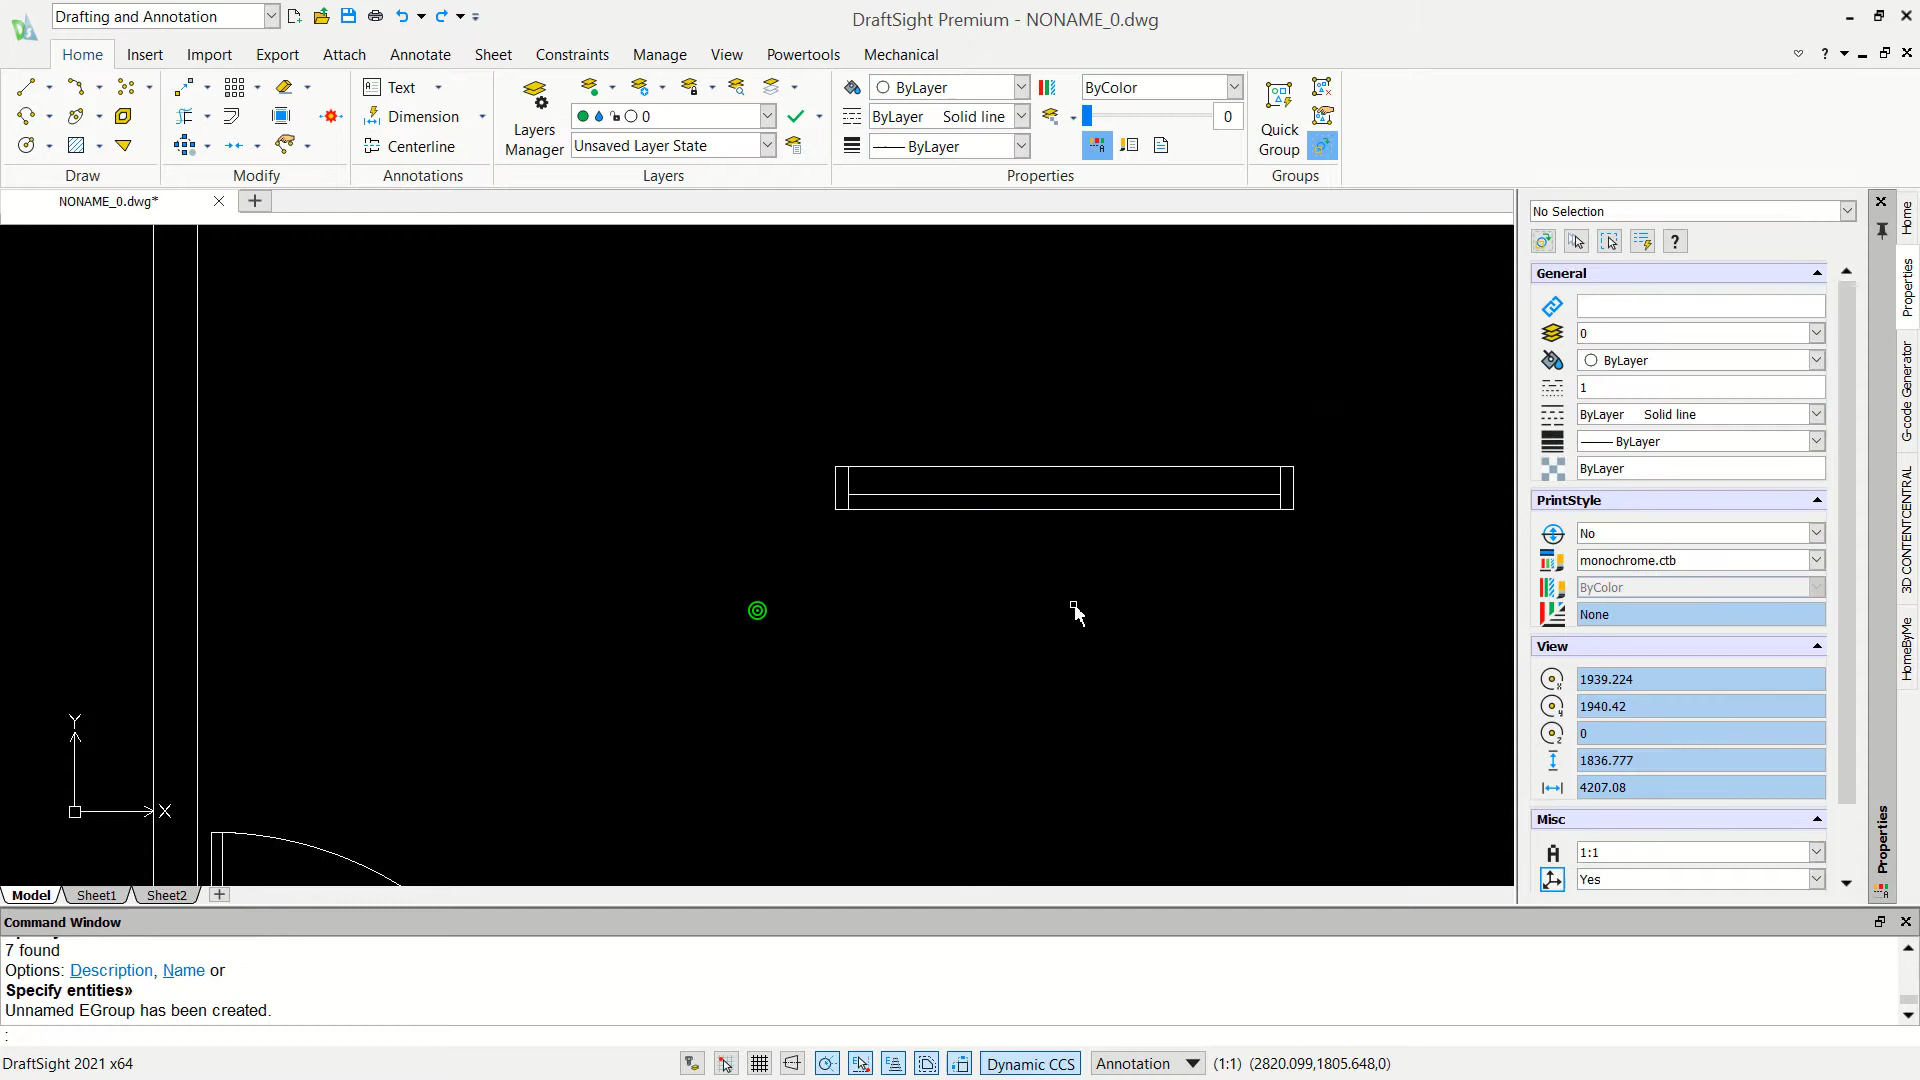 Drafting and Annotation
DraftSight Premium - NONAME_0.dwg
Home Insert Import Export Attach Annotate Sheet Constraints Manage View Powertools Mechanical
?
Text
Dimension
Centerline
Layers
Manager
0
Unsaved Layer State
ByLayer
ByLayer Solid line
ByLayer
ByColor
0
Quick
Group
Draw Modify Annotations Layers Properties Groups
NONAME_0.dwg*
Y
X
No Selection
?
General
0
ByLayer
1
ByLayer Solid line
ByLayer
ByLayer
PrintStyle
No
monochrome.ctb
ByColor
None
View
1939.224
1940.42
0
1836.777
4207.08
Misc
1:1
Yes
Properties
Home
Properties
G-code Generator
3D CONTENTCENTRAL
HomeByMe
Model Sheet1 Sheet2
Command Window
7 found
Options: Description, Name or
Specify entities»
Unnamed EGroup has been created.
:
DraftSight 2021 x64
Dynamic CCS Annotation (1:1) (2820.099,1805.648,0)